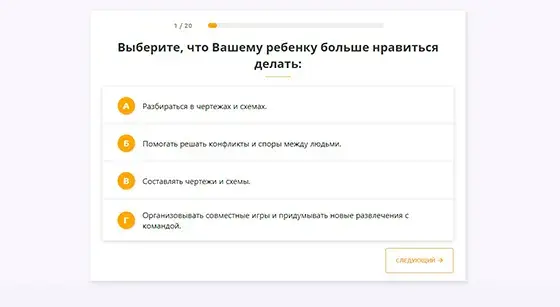 1 / 20
Выберите, что Вашему ребенку больше нравиться
делать:
А Разбираться в чертежах и схемах.
Б Помогать решать конфликты и споры между людьми.
В Составлять чертежи и схемы.
Г Организовывать совместные игры и придумывать новые развлечения с
командой.
СЛЕДУЮЩИЙ →